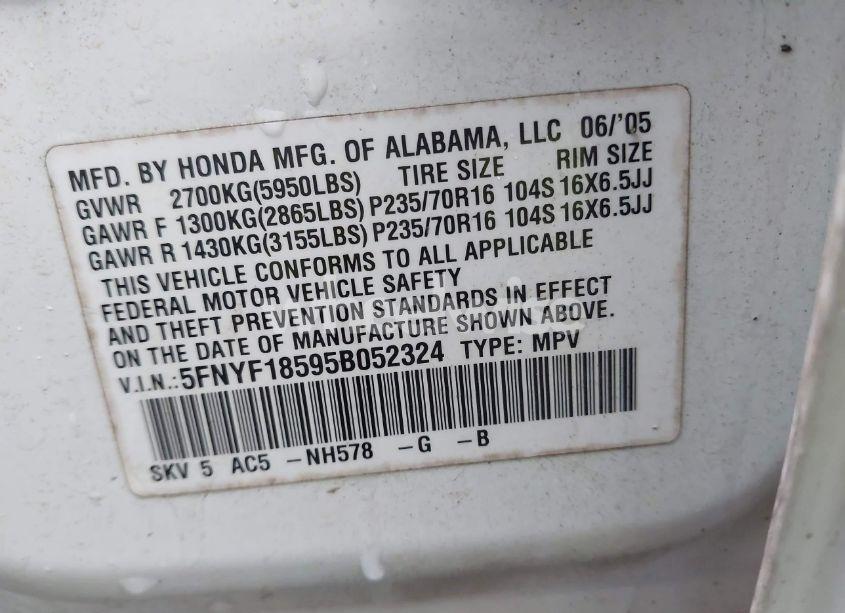 MFD. BY HONDA MFG. OF ALABAMA, LLC 06/'05
GVWR 2700KG(5950LBS) TIRE SIZE RIM SIZE
GAWR F 1300KG(2865LBS) P235/70R16 104S 16X6.5JJ
GAWR R 1430KG(3155LBS) P235/70R16 104S 16X6.5JJ
THIS VEHICLE CONFORMS TO ALL APPLICABLE
FEDERAL MOTOR VEHICLE SAFETY
AND THEFT PREVENTION STANDARDS IN EFFECT
ON THE DATE OF MANUFACTURE SHOWN ABOVE.
V.I.N.:5FNYF18595B052324 TYPE: MPV
SKV 5 AC5 -NH578 -G -B